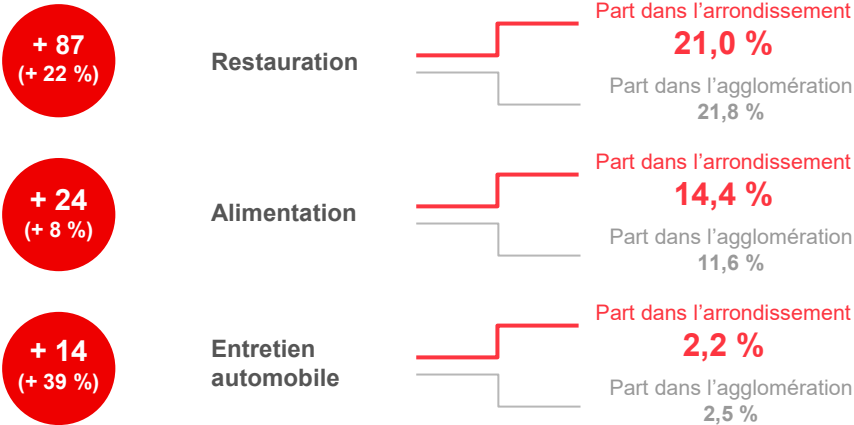 + 87
(+ 22 %)
Restauration
Part dans l’arrondissement
21,0 %
Part dans l’agglomération
21,8 %
+ 24
(+ 8 %)
Alimentation
Part dans l’arrondissement
14,4 %
Part dans l’agglomération
11,6 %
+ 14
(+ 39 %)
Entretien
automobile
Part dans l’arrondissement
2,2 %
Part dans l’agglomération
2,5 %